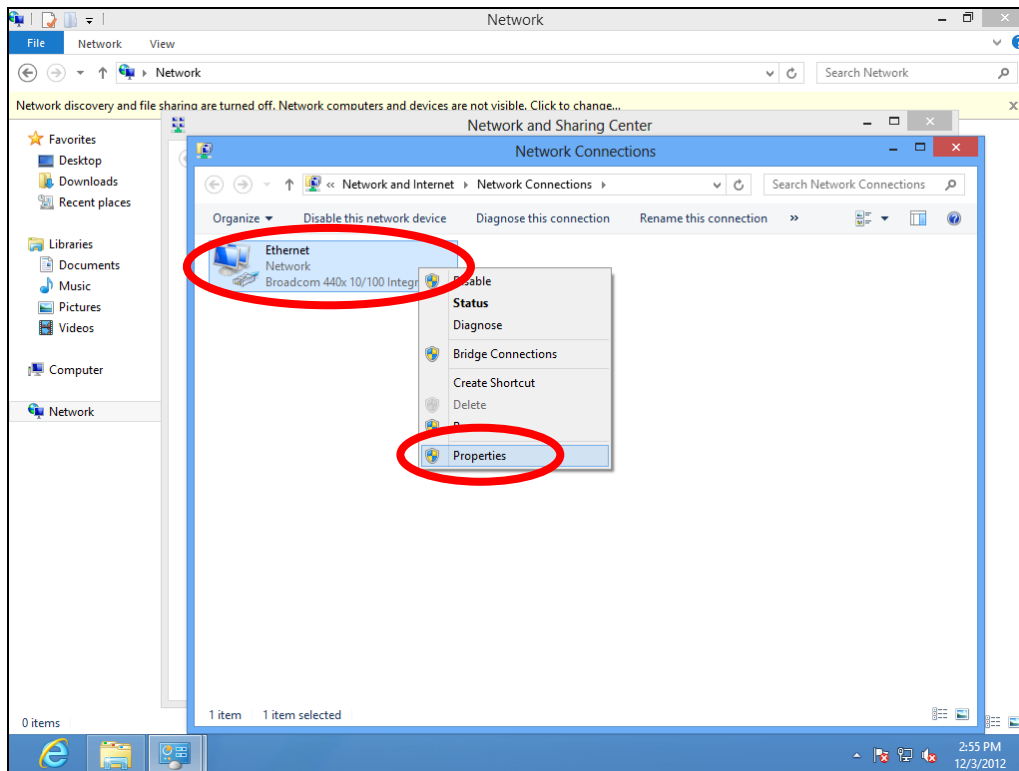 Network
File Network View
Network
Search Network
Network discovery and file sharing are turned off. Network computers and devices are not visible. Click to change...
Favorites
Desktop
Downloads
Recent places
Libraries
Documents
Music
Pictures
Videos
Computer
Network
0 items
Network and Sharing Center
Network Connections
« Network and Internet Network Connections
Search Network Connections
Organize Disable this network device Diagnose this connection Rename this connection »
Ethernet
Network
Broadcom 440x 10/100 Integr
Disable
Status
Diagnose
Bridge Connections
Create Shortcut
Delete
Properties
1 item 1 item selected
2:55 PM
12/3/2012